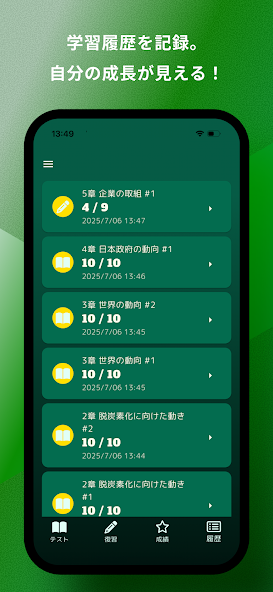 学習履歴を記録。
自分の成長が見える！
13:49
5章 企業の取組 #1
4 / 9
2025/7/06 13:47
4章 日本政府の動向 #1
10 / 10
2025/7/06 13:46
3章 世界の動向 #2
10 / 10
2025/7/06 13:45
3章 世界の動向 #1
10 / 10
2025/7/06 13:45
2章 脱炭素化に向けた動き
#2
10 / 10
2025/7/06 13:44
2章 脱炭素化に向けた動き
#1
10 / 10
テスト
復習
成績
履歴